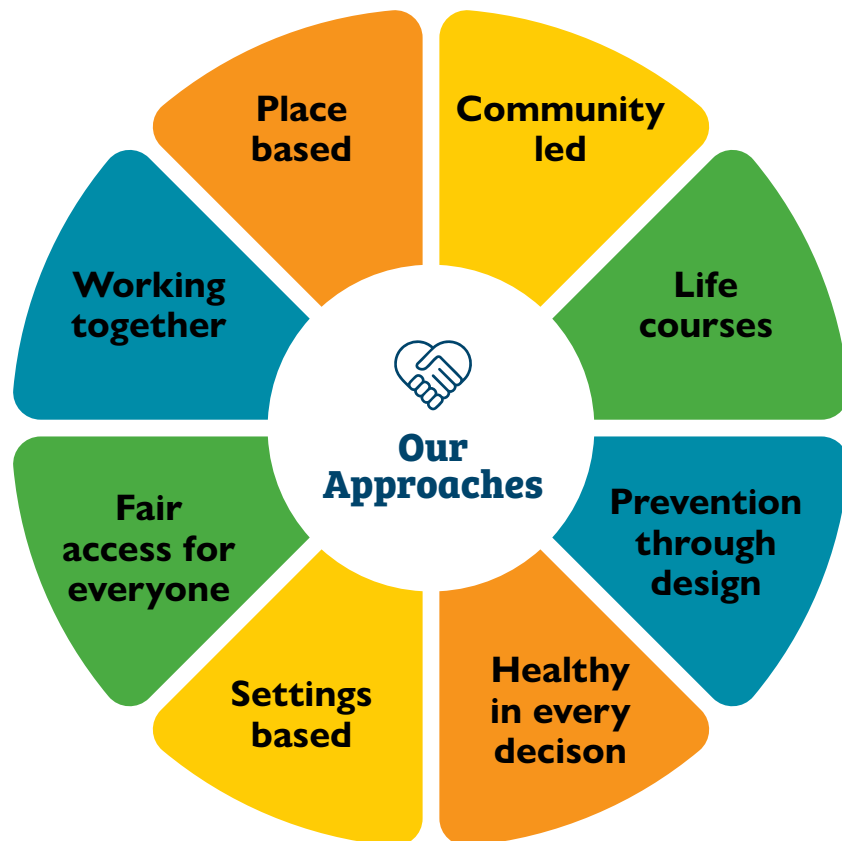 Place
based
Community
led
Life
courses
Prevention
through
design
Healthy
in every
decison
Settings
based
Fair
access for
everyone
Working
together
Our
Approaches